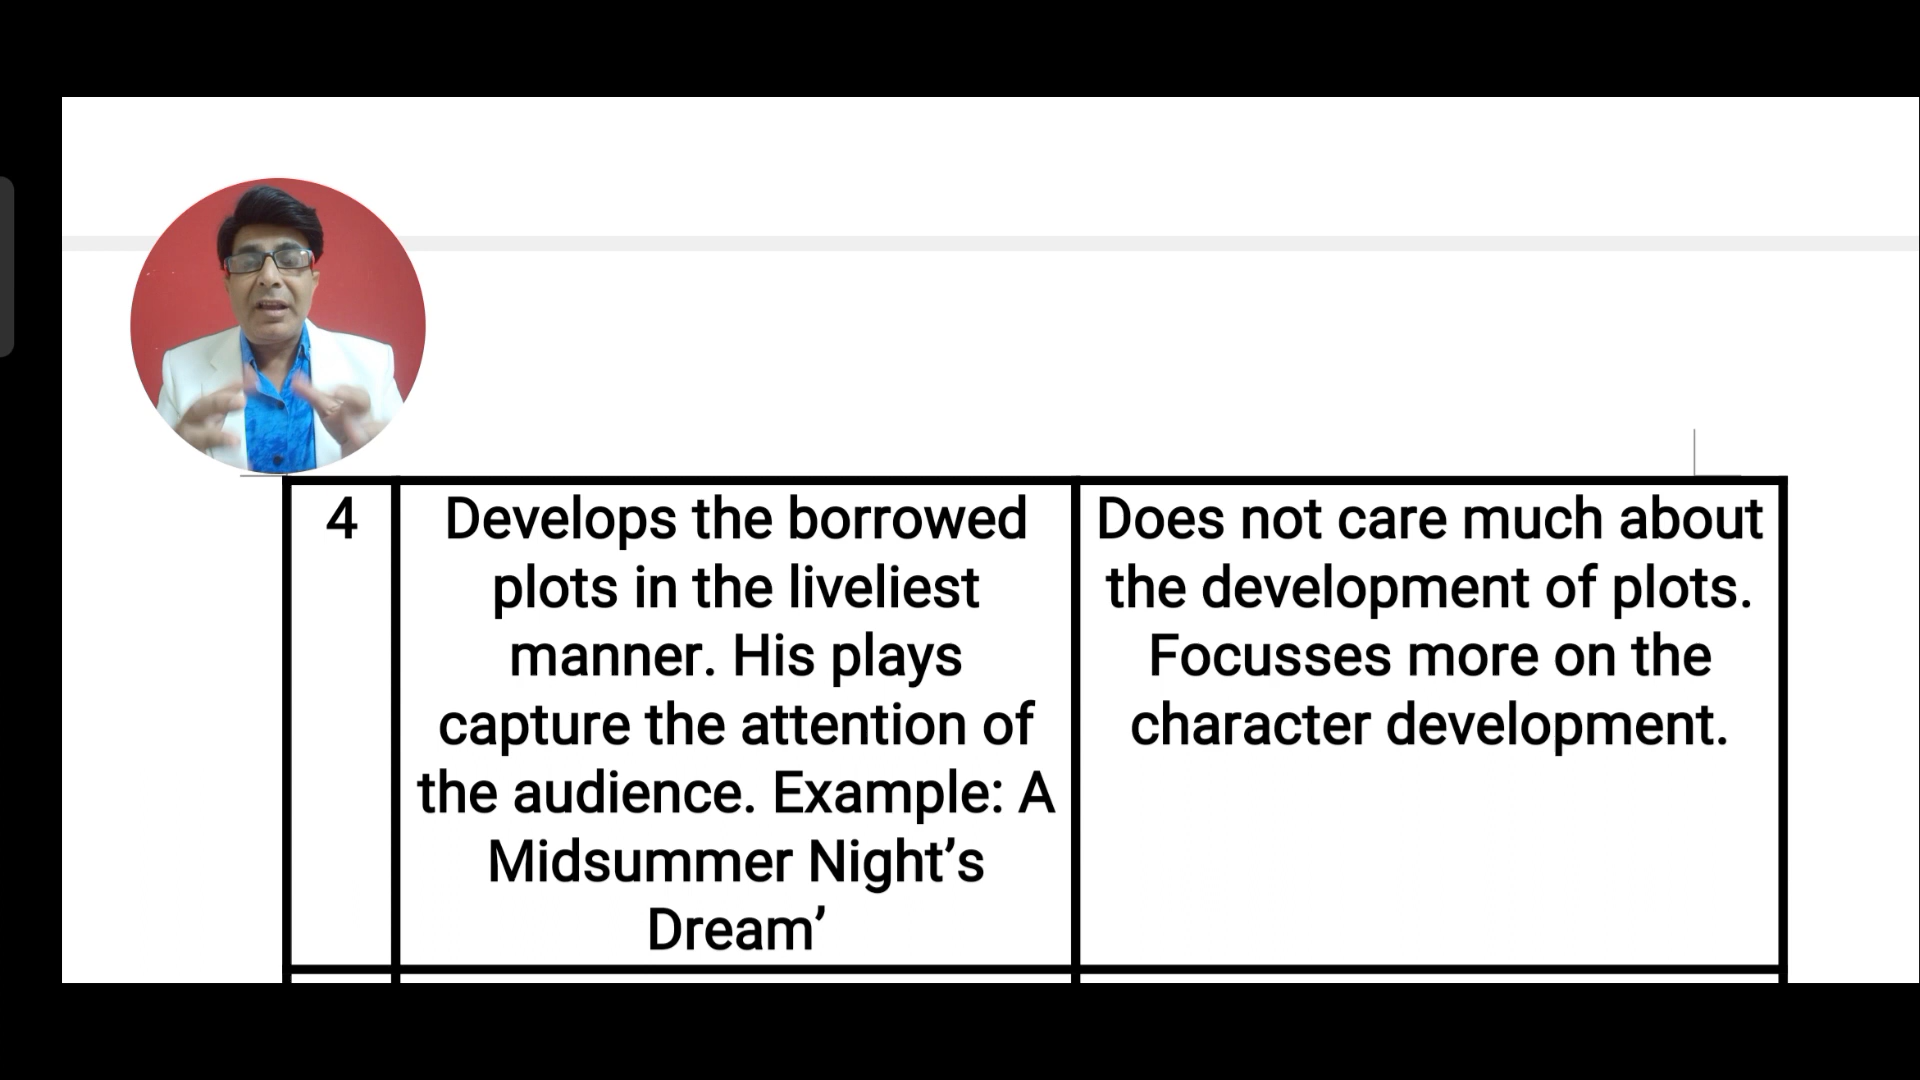 4
Develops the borrowed
plots in the liveliest
manner. His plays
capture the attention of
the audience. Example: A
Midsummer Night’s
Dream’
Does not care much about
the development of plots.
Focusses more on the
character development.